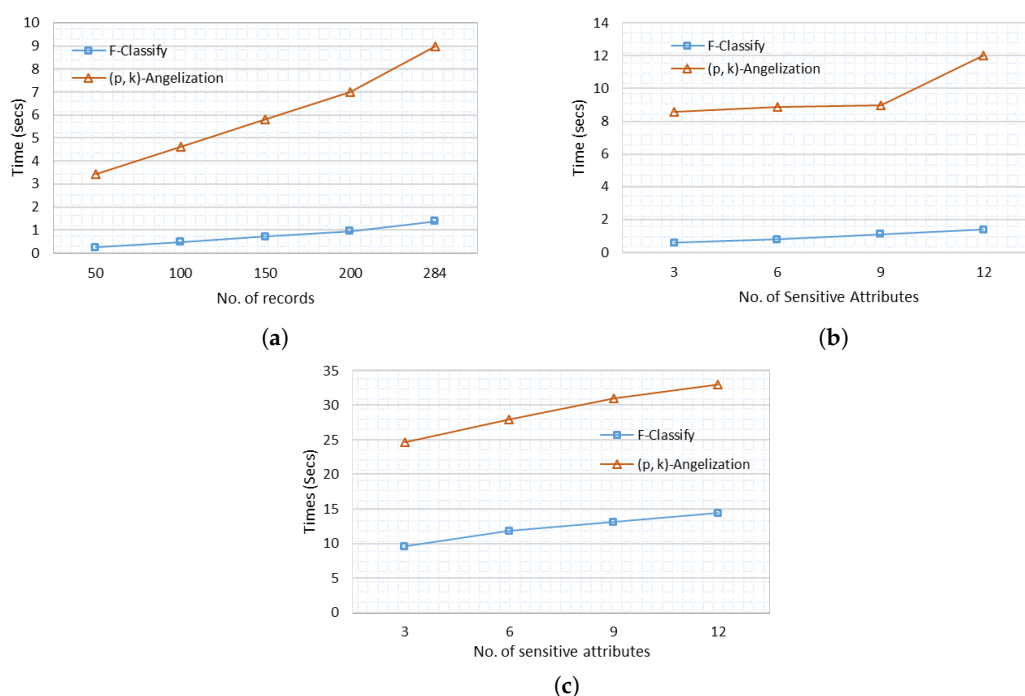 10
9
8
7
6
5
4
3
2
1
0
Time (secs)
F-Classify
(p, k)-Angelization
50 100 150 200 284
No. of records
(a)
14
12
10
8
6
4
2
0
Time (secs)
F-Classify
(p, k)-Angelization
3 6 9 12
No. of Sensitive Attributes
(b)
35
30
25
20
15
10
5
0
Times (Secs)
F-Classify
(p, k)-Angelization
3 6 9 12
No. of sensitive attributes
(c)